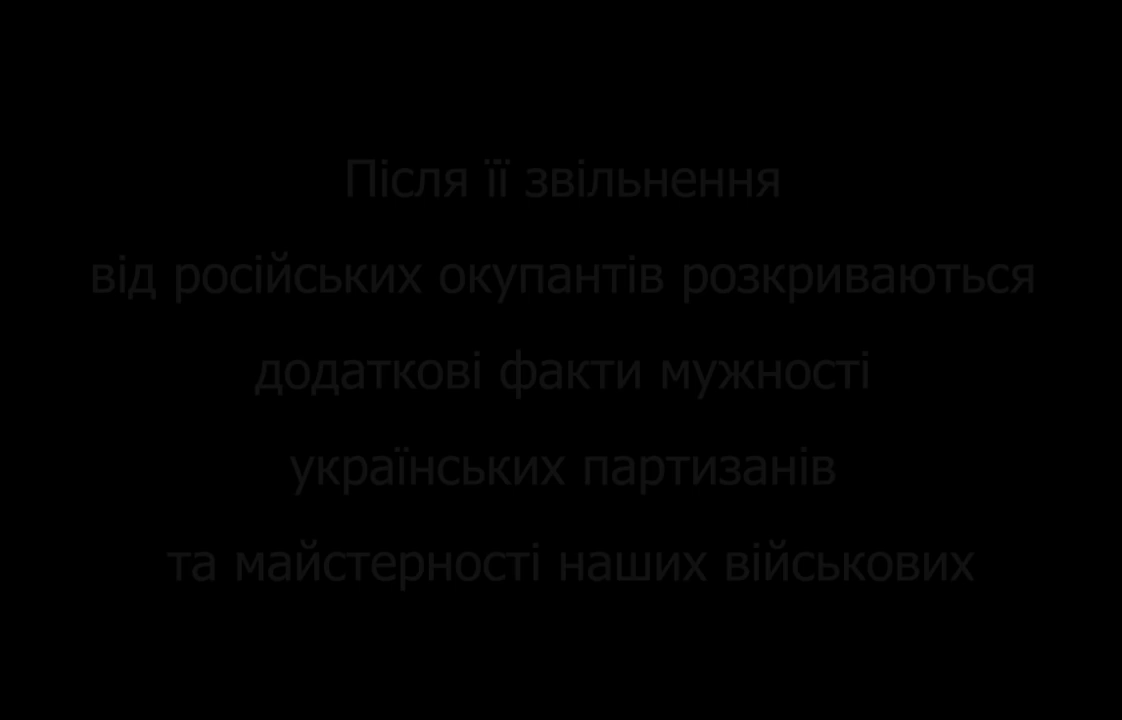 Після її звільнення
від російських окупантів розкриваються
додаткові факти мужності
українських партизанів
та майстерності наших військових